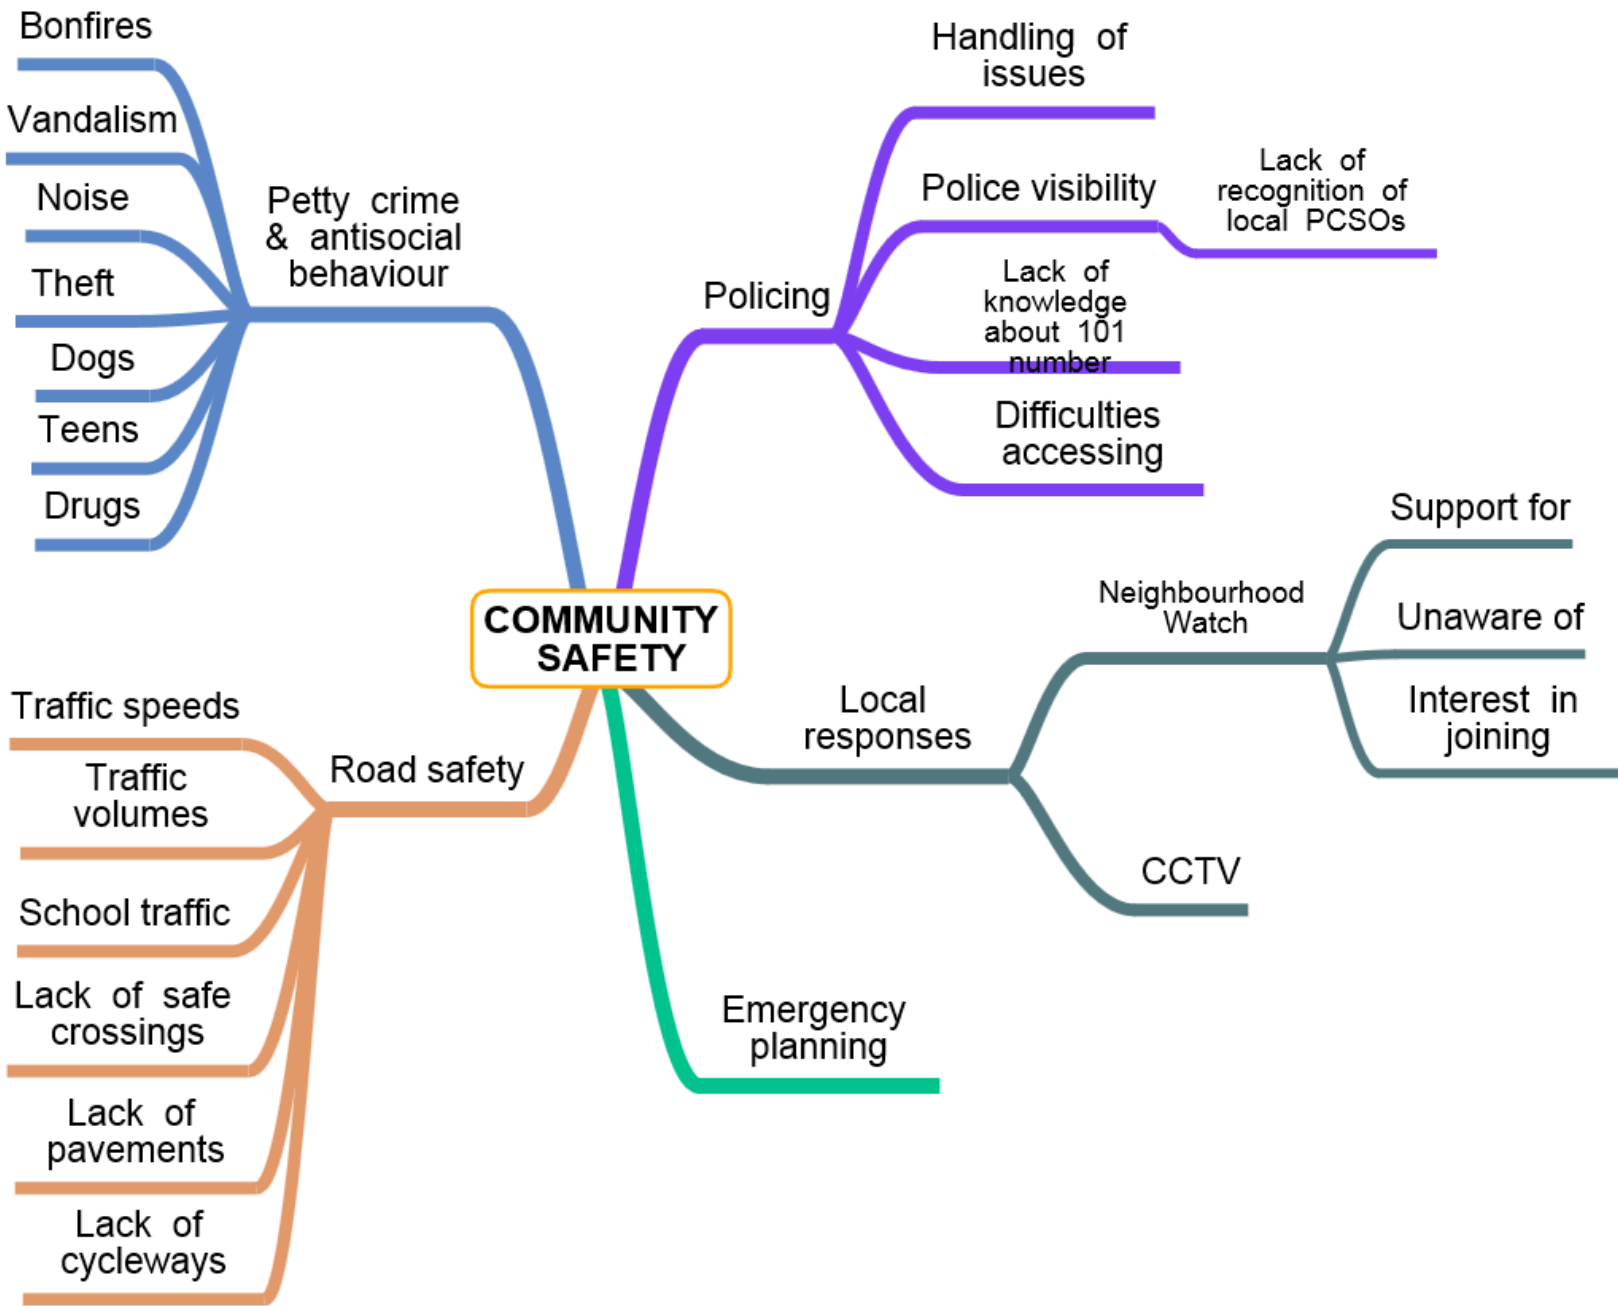 Bonfires
Vandalism
Noise
Theft
Dogs
Teens
Drugs
Petty crime
& antisocial
behaviour
Handling of
issues
Police visibility
Lack of
recognition of
local PCSOs
Policing
Lack of
knowledge
about 101
number
Difficulties
accessing
COMMUNITY
SAFETY
Support for
Neighbourhood
Watch
Unaware of
Interest in
joining
Local
responses
CCTV
Emergency
planning
Road safety
Traffic speeds
Traffic
volumes
School traffic
Lack of safe
crossings
Lack of
pavements
Lack of
cycleways